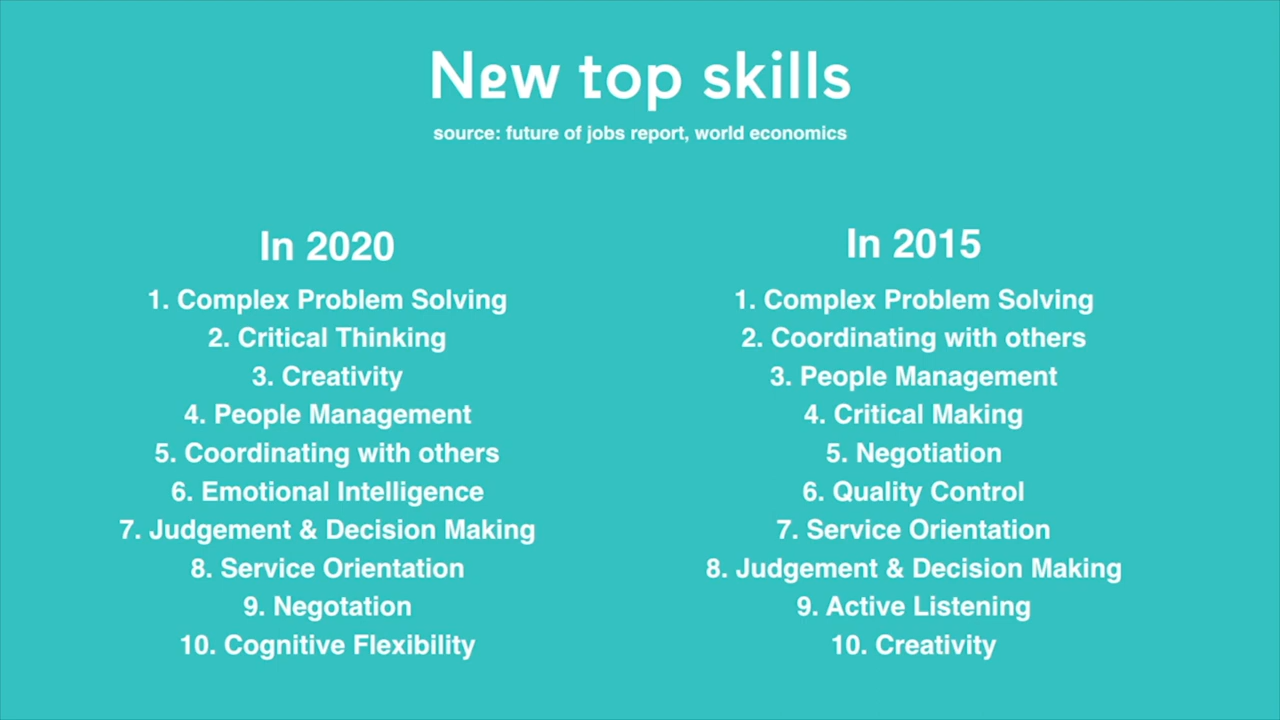 New top skills
source: future of jobs report, world economics
In 2020
1. Complex Problem Solving
2. Critical Thinking
3. Creativity
4. People Management
5. Coordinating with others
6. Emotional Intelligence
7. Judgement & Decision Making
8. Service Orientation
9. Negotation
10. Cognitive Flexibility
In 2015
1. Complex Problem Solving
2. Coordinating with others
3. People Management
4. Critical Making
5. Negotiation
6. Quality Control
7. Service Orientation
8. Judgement & Decision Making
9. Active Listening
10. Creativity